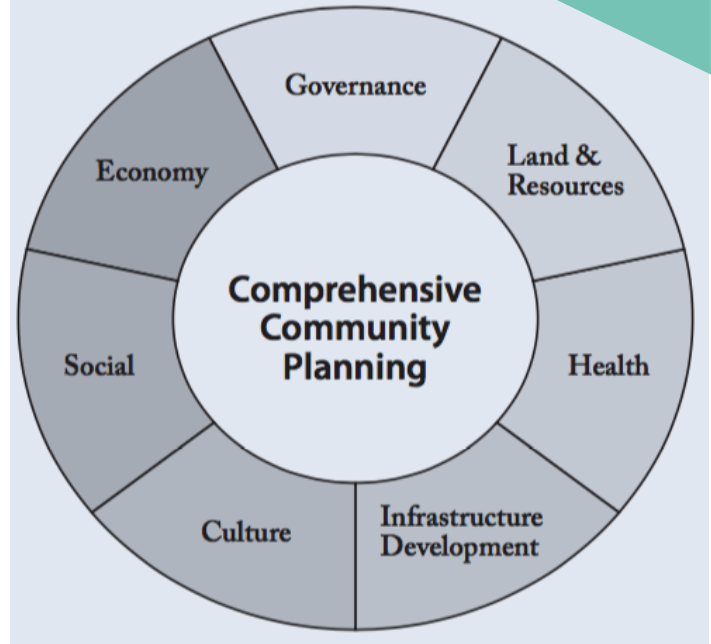 Governance
Land &
Resources
Health
Infrastructure
Development
Culture
Social
Economy
Comprehensive
Community
Planning